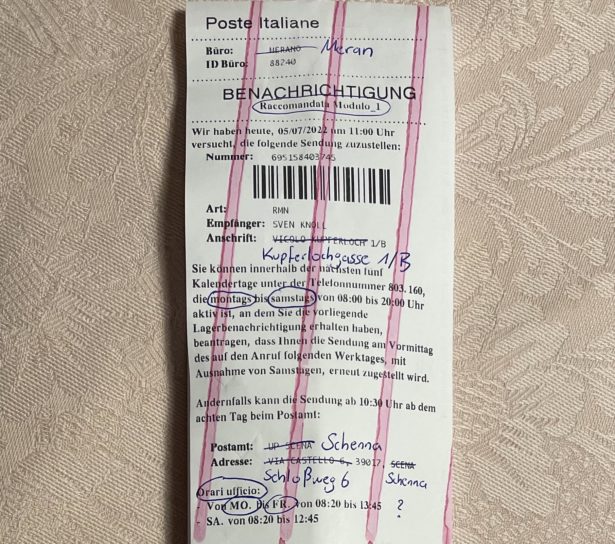 Poste Italiane
Büro: MERANO Meran
ID Büro: 88240
BENACHRICHTIGUNG
Raccomandata Modulo_1
Wir haben heute, 05/07/2022 um 11:00 Uhr
versucht, die folgende Sendung zuzustellen:
Nummer: 695158403745
Art: RMN
Empfänger: SVEN KNOLL
Anschrift: VICOLO KUPFERLOCH 1/B
Kupferlochgasse 1/B
Sie können innerhalb der nächsten fünf
Kalendertage unter der Telefonnummer 803.160,
die montags bis samstags von 08:00 bis 20:00 Uhr
aktiv ist, an dem Sie die vorliegende
Lagerbenachrichtigung erhalten haben,
beantragen, dass Ihnen die Sendung am Vormittag
des auf den Anruf folgenden Werktages, mit
Ausnahme von Samstagen, erneut zugestellt wird.
Andernfalls kann die Sendung ab 10:30 Uhr ab dem
achten Tag beim Postamt:
Postamt: UP SCENA Schenna
Adresse: VIA CASTELLO 6, 39017, SCENA
Schloßweg 6 Schenna
Orari ufficio:
- Von MO. bis FR. von 08:20 bis 13:45 ?
- SA. von 08:20 bis 12:45